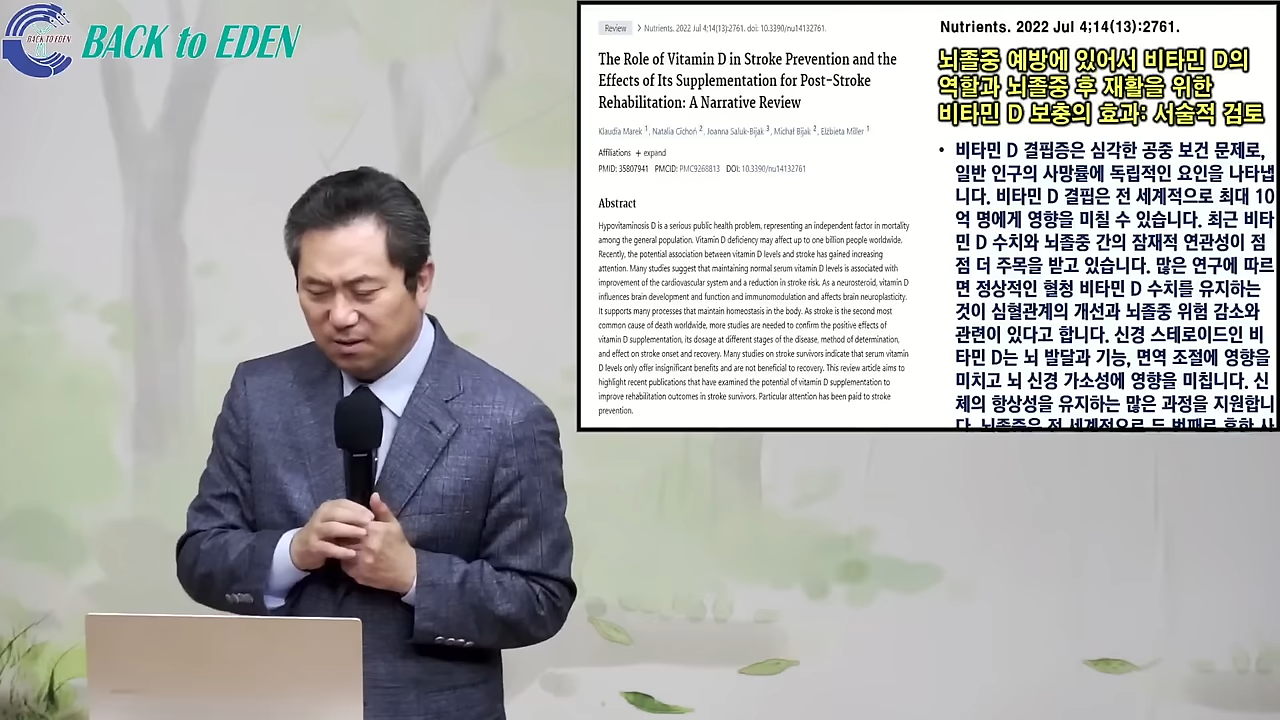 BACK to EDEN
BACK to EDEN
Review
Nutrients. 2022 Jul 4;14(13):2761. doi: 10.3390/nu14132761.
The Role of Vitamin D in Stroke Prevention and the
Effects of Its Supplementation for Post-Stroke
Rehabilitation: A Narrative Review
Klaudia Marek 1, Natalia Cichoń 2, Joanna Saluk-Bijak 3, Michał Bijak 2, Elżbieta Miller 1
Affiliations + expand
PMID: 35807941 PMCID: PMC9268813 DOI: 10.3390/nu14132761
Abstract
Hypovitaminosis D is a serious public health problem, representing an independent factor in mortality
among the general population. Vitamin D deficiency may affect up to one billion people worldwide.
Recently, the potential association between vitamin D levels and stroke has gained increasing
attention. Many studies suggest that maintaining normal serum vitamin D levels is associated with
improvement of the cardiovascular system and a reduction in stroke risk. As a neurosteroid, vitamin D
influences brain development and function and immunomodulation and affects brain neuroplasticity.
It supports many processes that maintain homeostasis in the body. As stroke is the second most
common cause of death worldwide, more studies are needed to confirm the positive effects of
vitamin D supplementation, its dosage at different stages of the disease, method of determination,
and effect on stroke onset and recovery. Many studies on stroke survivors indicate that serum vitamin
D levels only offer insignificant benefits and are not beneficial to recovery. This review article aims to
highlight recent publications that have examined the potential of vitamin D supplementation to
improve rehabilitation outcomes in stroke survivors. Particular attention has been paid to stroke
prevention.
Nutrients. 2022 Jul 4;14(13):2761.
뇌졸중 예방에 있어서 비타민 D의
역할과 뇌졸중 후 재활을 위한
비타민 D 보충의 효과: 서술적 검토
• 비타민 D 결핍증은 심각한 공중 보건 문제로,
일반 인구의 사망률에 독립적인 요인을 나타냅
니다. 비타민 D 결핍은 전 세계적으로 최대 10
억 명에게 영향을 미칠 수 있습니다. 최근 비타
민 D 수치와 뇌졸중 간의 잠재적 연관성이 점
점 더 주목을 받고 있습니다. 많은 연구에 따르
면 정상적인 혈청 비타민 D 수치를 유지하는
것이 심혈관계의 개선과 뇌졸중 위험 감소와
관련이 있다고 합니다. 신경 스테로이드인 비
타민 D는 뇌 발달과 기능, 면역 조절에 영향을
미치고 뇌 신경 가소성에 영향을 미칩니다. 신
체의 항상성을 유지하는 많은 과정을 지원합니
다. 뇌졸중은 전 세계적으로 두 번째로 흔한 사